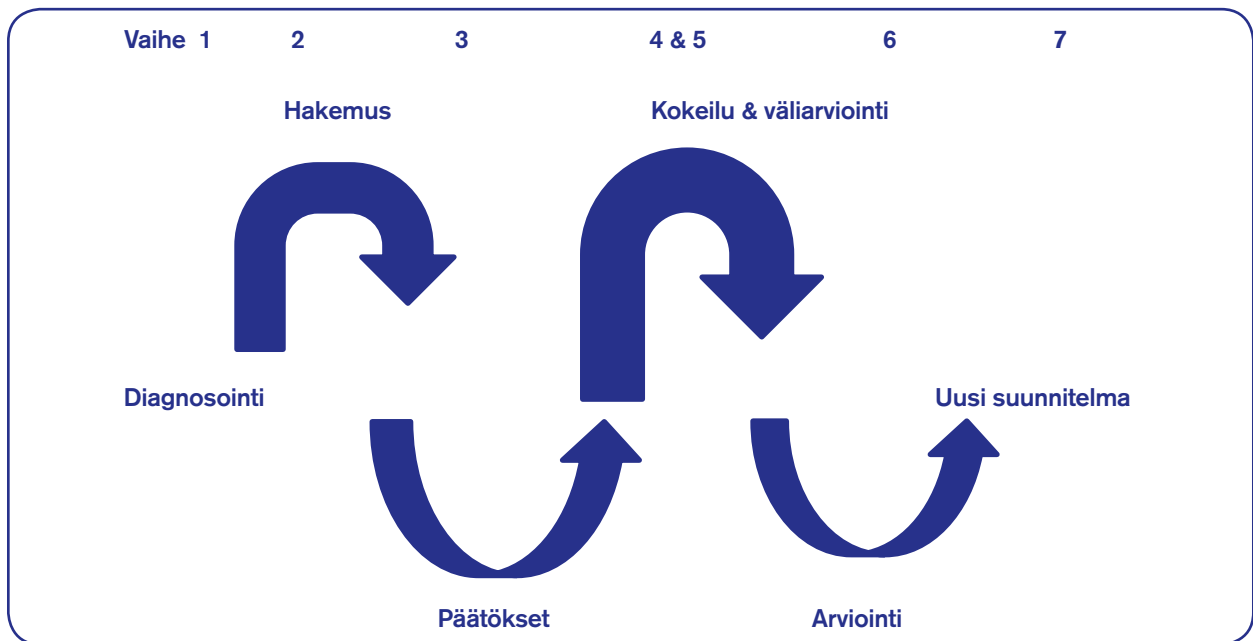 Vaihe 1 2 3 4 & 5 6 7
Hakemus Kokeilu & väliarviointi
Diagnosointi Uusi suunnitelma
Päätökset Arviointi